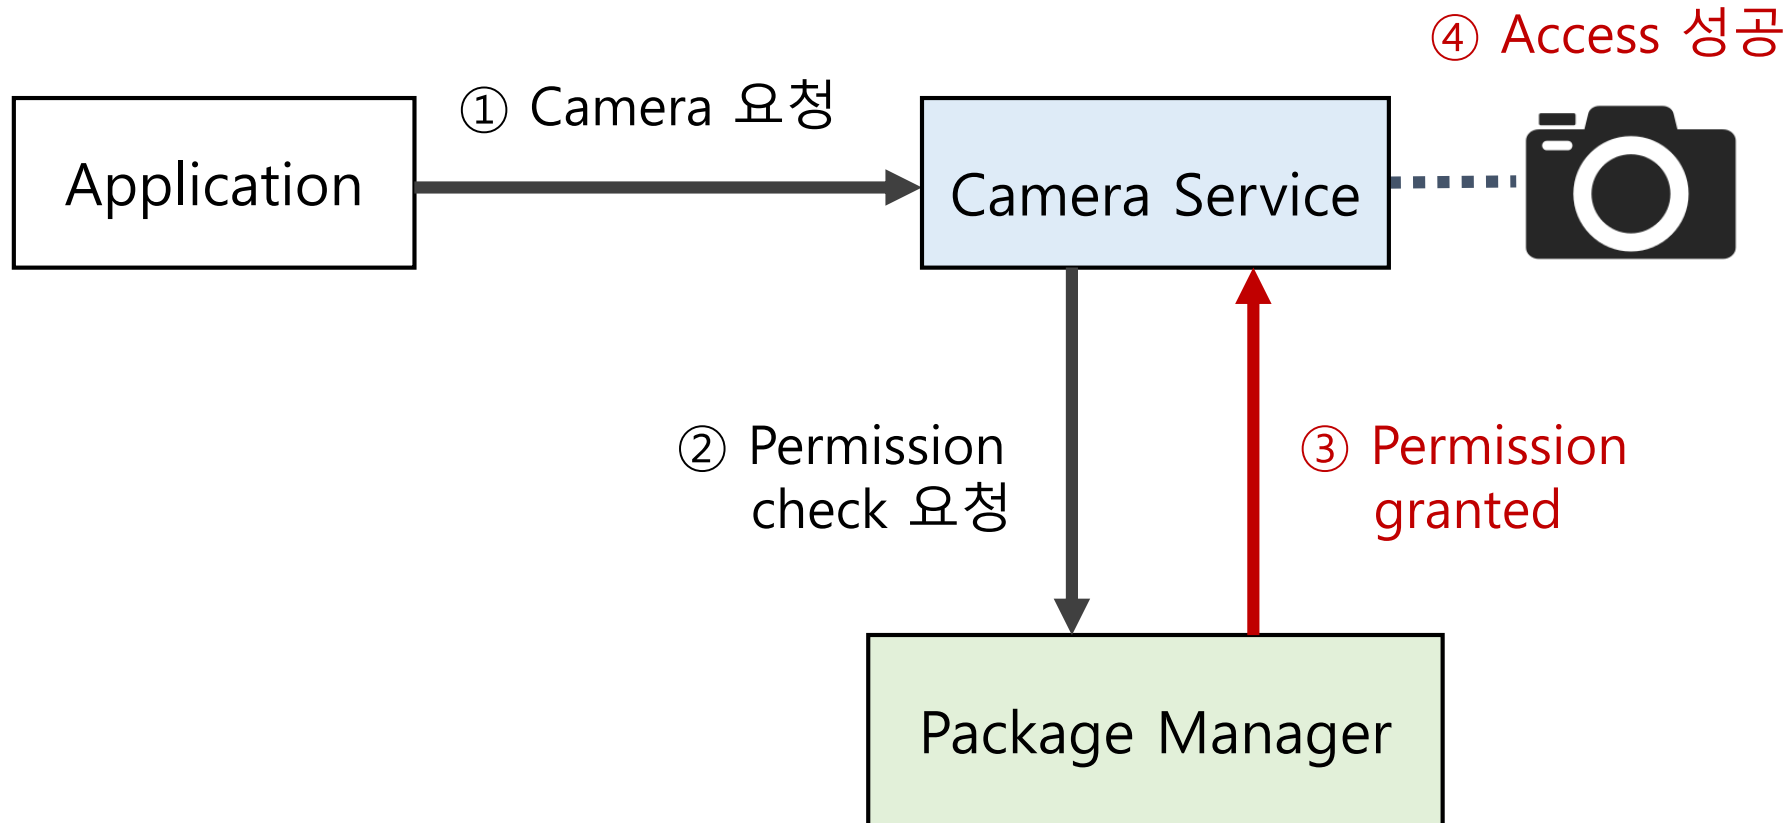 ④ Access 성공
① Camera 요청
Application
Camera Service
② Permission
check 요청
③ Permission
granted
Package Manager